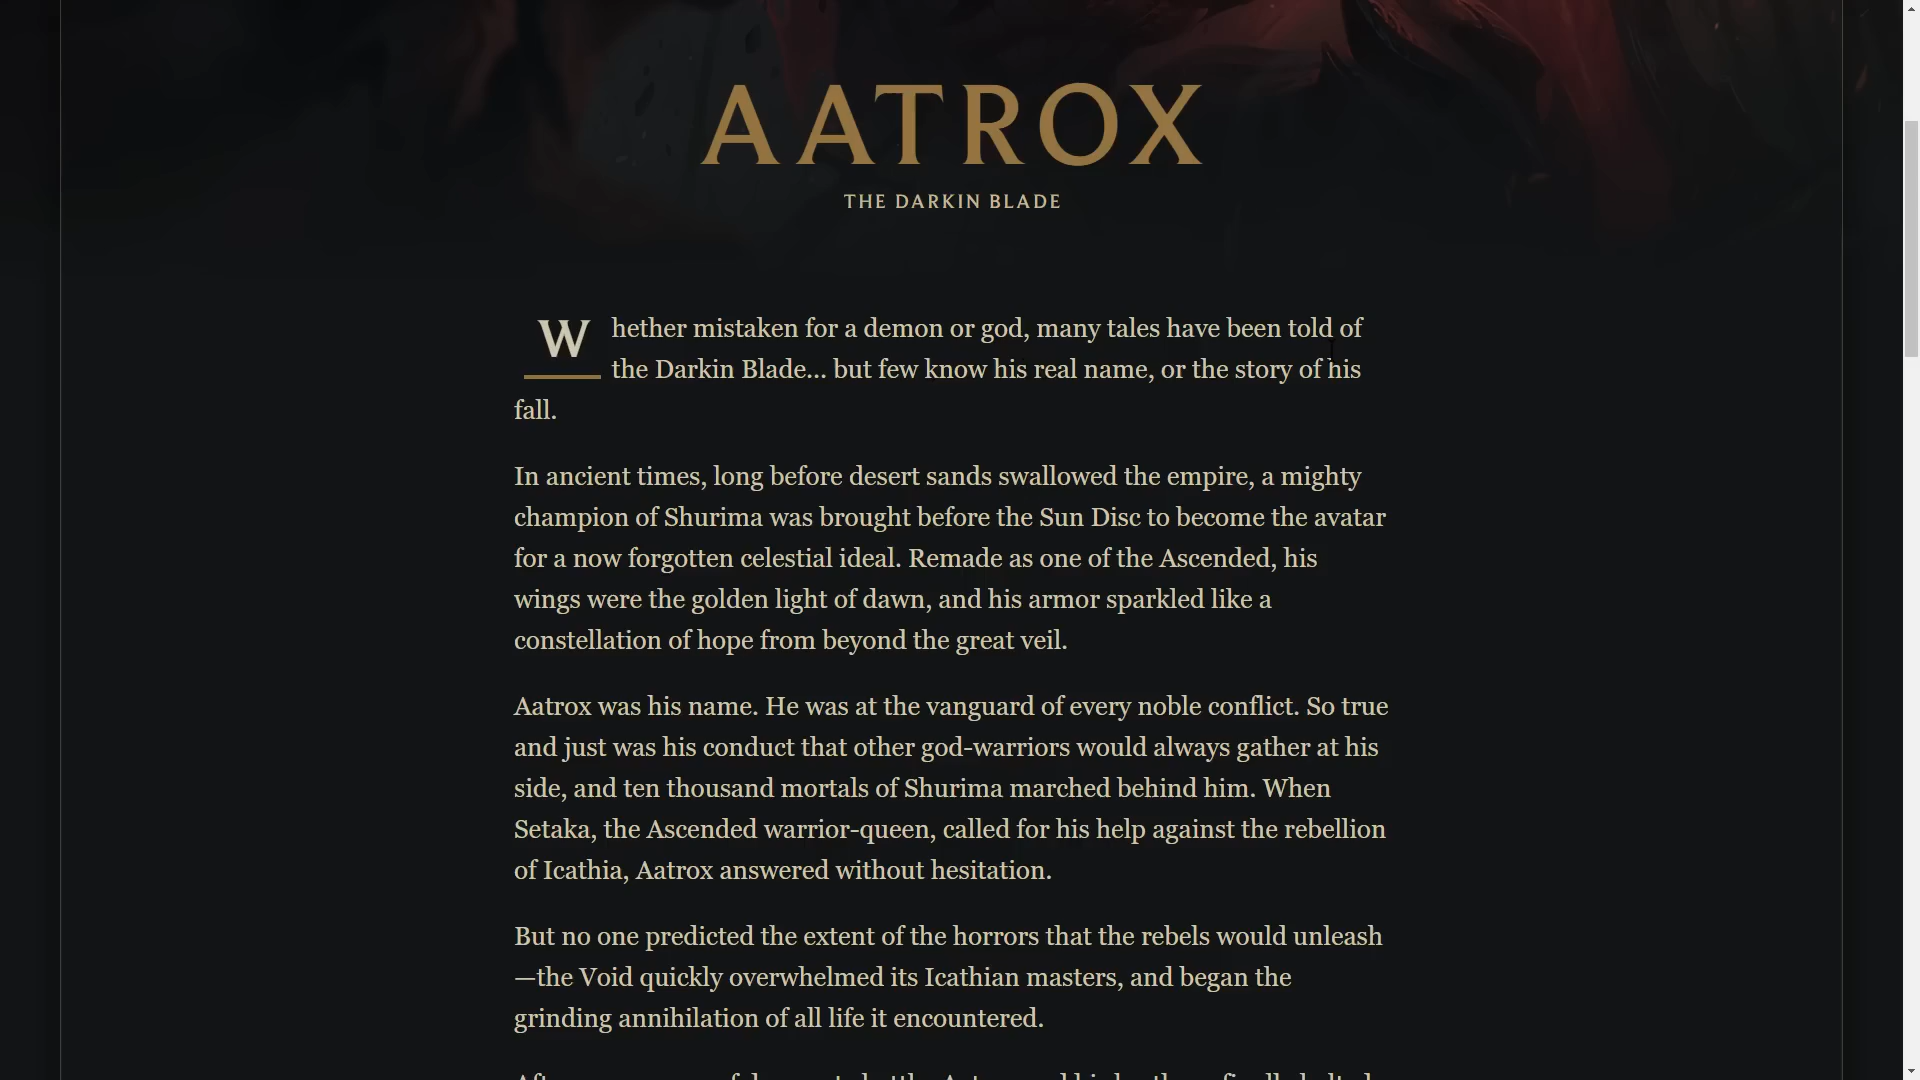 AATROX
THE DARKIN BLADE
Whether mistaken for a demon or god, many tales have been told of
the Darkin Blade... but few know his real name, or the story of his
fall.
In ancient times, long before desert sands swallowed the empire, a mighty
champion of Shurima was brought before the Sun Disc to become the avatar
for a now forgotten celestial ideal. Remade as one of the Ascended, his
wings were the golden light of dawn, and his armor sparkled like a
constellation of hope from beyond the great veil.
Aatrox was his name. He was at the vanguard of every noble conflict. So true
and just was his conduct that other god-warriors would always gather at his
side, and ten thousand mortals of Shurima marched behind him. When
Setaka, the Ascended warrior-queen, called for his help against the rebellion
of Icathia, Aatrox answered without hesitation.
But no one predicted the extent of the horrors that the rebels would unleash
—the Void quickly overwhelmed its Icathian masters, and began the
grinding annihilation of all life it encountered.